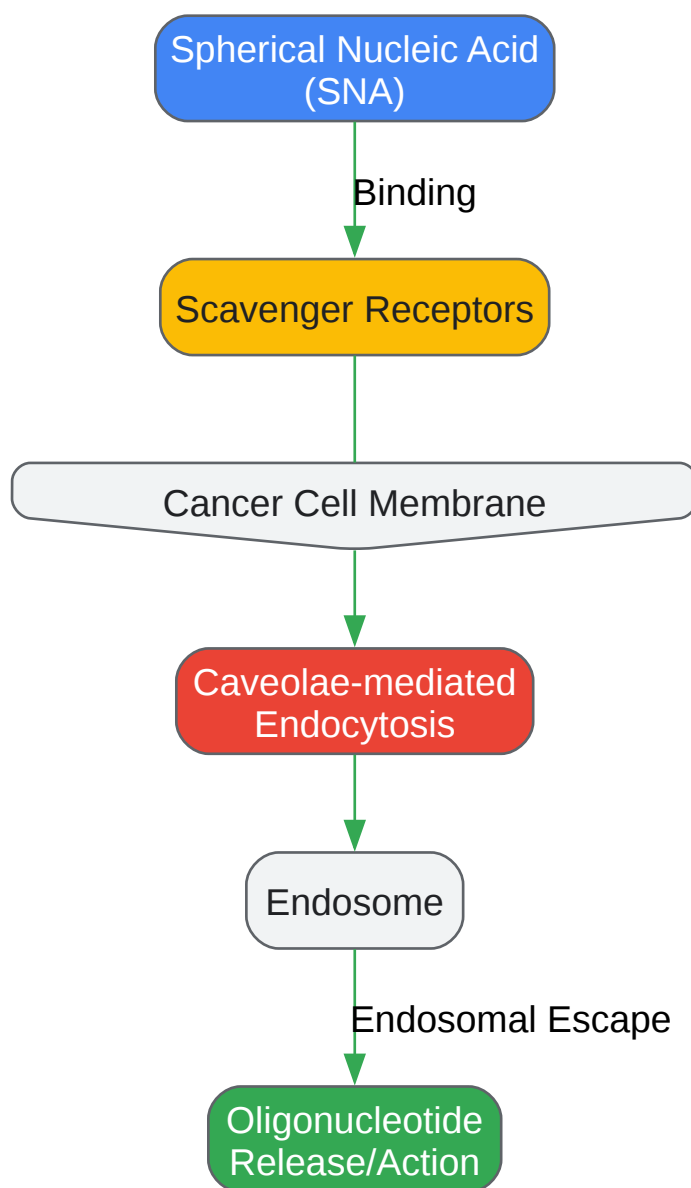 Spherical Nucleic Acid
(SNA)
Binding
Scavenger Receptors
Cancer Cell Membrane
Caveolae-mediated
Endocytosis
Endosome
Endosomal Escape
Oligonucleotide
Release/Action